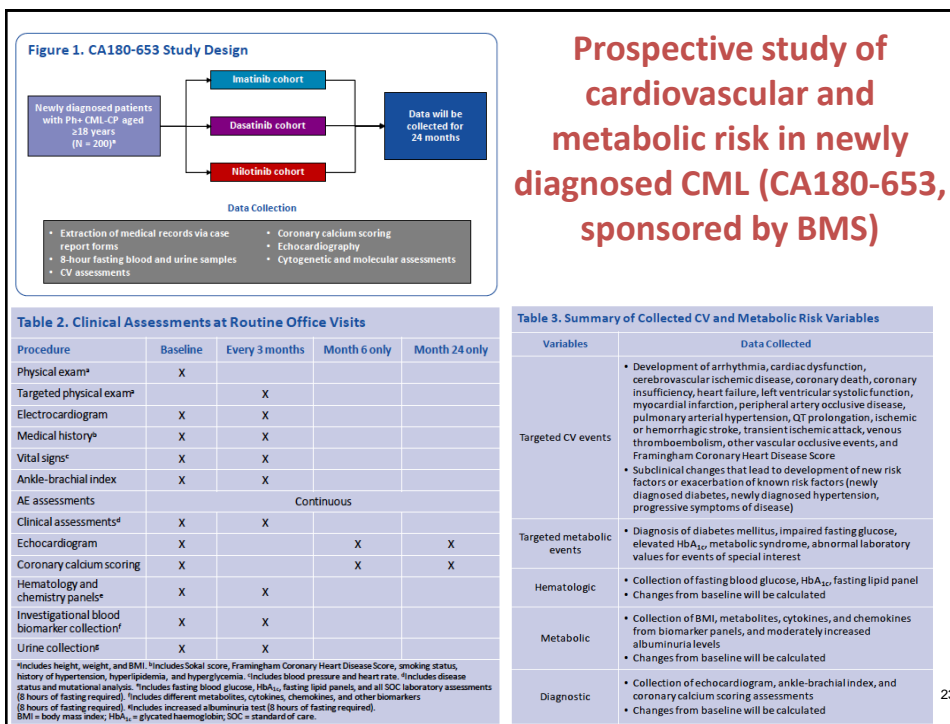 Figure 1. CA180-653 Study Design
Newly diagnosed patients
with Ph+ CML-CP aged
≥18 years
(N = 200)*
Imatinib cohort
Dasatinib cohort
Nilotinib cohort
Data will be
collected for
24 months
Data Collection
• Extraction of medical records via case
report forms
• 8-hour fasting blood and urine samples
• CV assessments
• Coronary calcium scoring
• Echocardiography
• Cytogenetic and molecular assessments
Prospective study of
cardiovascular and
metabolic risk in newly
diagnosed CML (CA180-653,
sponsored by BMS)
Table 2. Clinical Assessments at Routine Office Visits
Procedure Baseline Every 3 months Month 6 only Month 24 only
Physical examᵃ X
Targeted physical examᵃ X
Electrocardiogram X X
Medical historyᵇ X X
Vital signsᶜ X X
Ankle-brachial index X X
AE assessments Continuous
Clinical assessmentsᵈ X X
Echocardiogram X X X
Coronary calcium scoring X X X
Hematology and
chemistry panelsᵉ X X
Investigational blood
biomarker collectionᶠ X X
Urine collectionᵍ X X
ᵃIncludes height, weight, and BMI. ᵇIncludes Sokal score, Framingham Coronary Heart Disease Score, smoking status,
history of hypertension, hyperlipidemia, and hyperglycemia. ᶜIncludes blood pressure and heart rate. ᵈIncludes disease
status and mutational analysis. ᵉIncludes fasting blood glucose, HbA₁c, fasting lipid panels, and all SOC laboratory assessments
(8 hours of fasting required). ᶠIncludes different metabolites, cytokines, chemokines, and other biomarkers
(8 hours of fasting required). ᵍIncludes increased albuminuria test (8 hours of fasting required).
BMI = body mass index; HbA₁c = glycated haemoglobin; SOC = standard of care.
Table 3. Summary of Collected CV and Metabolic Risk Variables
Variables Data Collected
Targeted CV events
• Development of arrhythmia, cardiac dysfunction,
cerebrovascular ischemic disease, coronary death, coronary
insufficiency, heart failure, left ventricular systolic function,
myocardial infarction, peripheral artery occlusive disease,
pulmonary arterial hypertension, QT prolongation, ischemic
or hemorrhagic stroke, transient ischemic attack, venous
thromboembolism, other vascular occlusive events, and
Framingham Coronary Heart Disease Score
• Subclinical changes that lead to development of new risk
factors or exacerbation of known risk factors (newly
diagnosed diabetes, newly diagnosed hypertension,
progressive symptoms of disease)
Targeted metabolic
events
• Diagnosis of diabetes mellitus, impaired fasting glucose,
elevated HbA₁c, metabolic syndrome, abnormal laboratory
values for events of special interest
Hematologic
• Collection of fasting blood glucose, HbA₁c, fasting lipid panel
• Changes from baseline will be calculated
Metabolic
• Collection of BMI, metabolites, cytokines, and chemokines
from biomarker panels, and moderately increased
albuminuria levels
• Changes from baseline will be calculated
Diagnostic
• Collection of echocardiogram, ankle-brachial index, and
coronary calcium scoring assessments
• Changes from baseline will be calculated